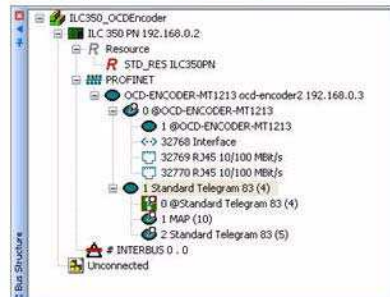 ILC350_OCDEncoder
ILC 350 PN 192.168.0.2
R Resource
R STD_RES ILC350PN
PROFINET
OCD-ENCODER-MT1213 ocd-encoder2 192.168.0.3
0 @OCD-ENCODER-MT1213
1 @OCD-ENCODER-MT1213
32768 Interface
32769 RJ45 10/100 MBit/s
32770 RJ45 10/100 MBit/s
1 Standard Telegram 83 (4)
0 @Standard Telegram 83 (4)
1 MAP (10)
2 Standard Telegram 83 (5)
# INTERBUS 0 . 0
Unconnected
Bus Structure